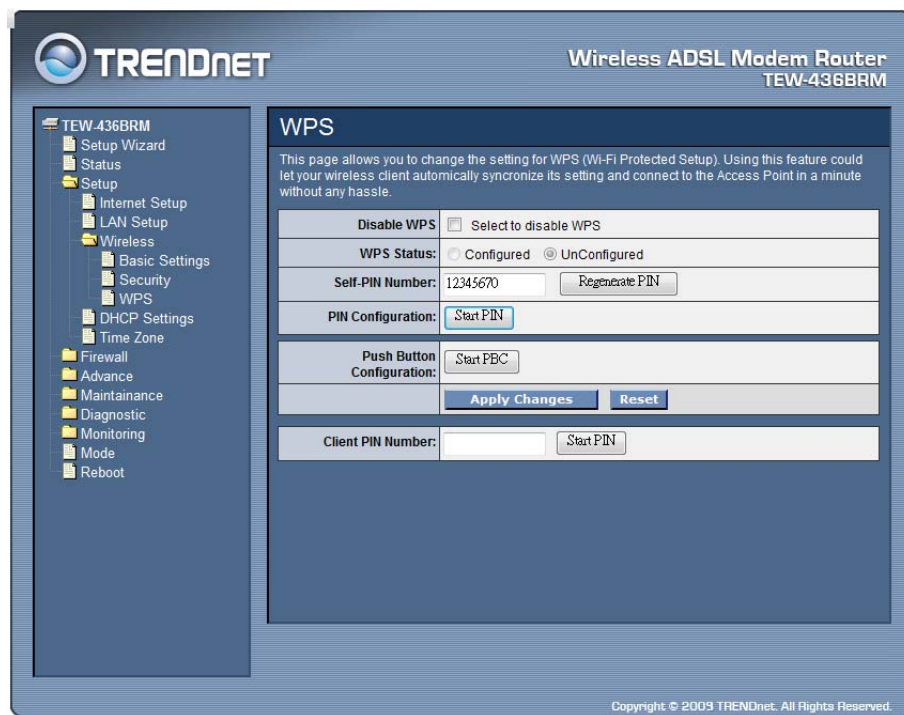 TRENDNET
Wireless ADSL Modem Router
TEW-436BRM
TEW-436BRM
Setup Wizard
Status
Setup
Internet Setup
LAN Setup
Wireless
Basic Settings
Security
WPS
DHCP Settings
Time Zone
Firewall
Advance
Maintainance
Diagnostic
Monitoring
Mode
Reboot
WPS
This page allows you to change the setting for WPS (Wi-Fi Protected Setup). Using this feature could
let your wireless client automically syncronize its setting and connect to the Access Point in a minute
without any hassle.
Disable WPS Select to disable WPS
WPS Status: Configured UnConfigured
Self-PIN Number: 12345670 Regenerate PIN
PIN Configuration: Start PIN
Push Button
Configuration: Start PBC
Apply Changes Reset
Client PIN Number: Start PIN
Copyright © 2009 TRENDnet. All Rights Reserved.